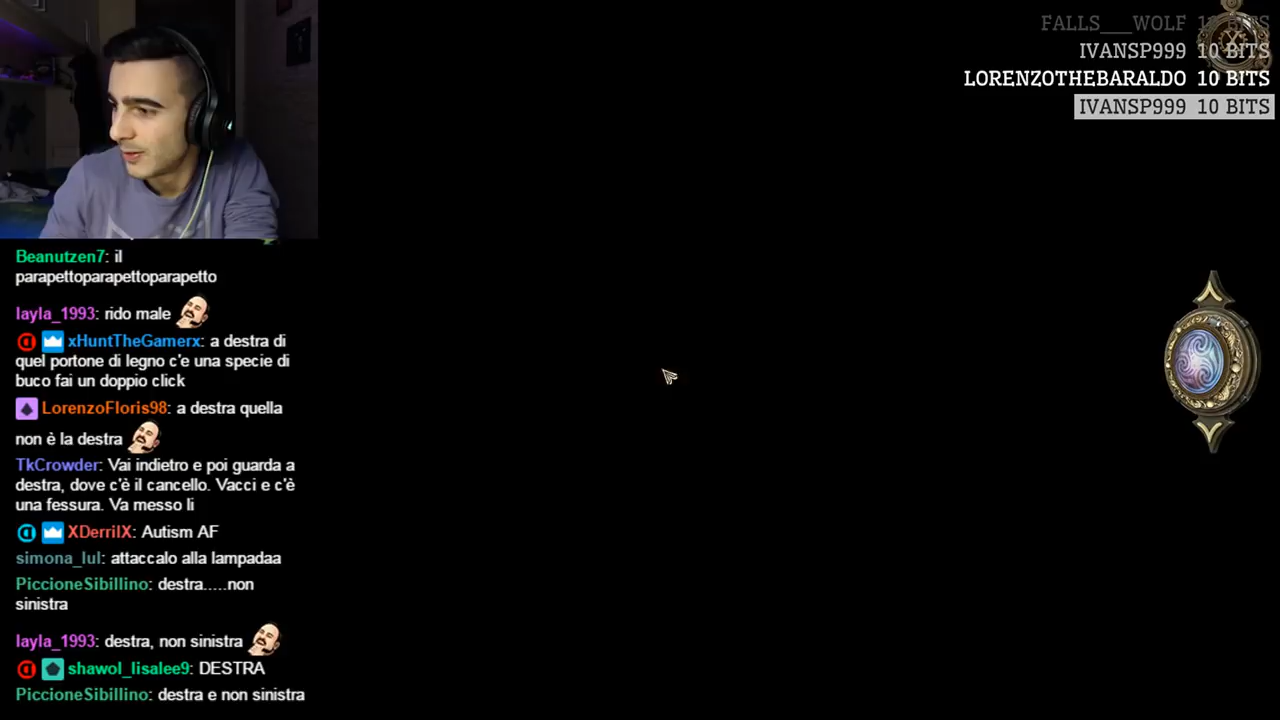 FALLS___WOLF 10 BITS
IVANSP999 10 BITS
LORENZOTHEBARALDO 10 BITS
IVANSP999 10 BITS
Beanutzen7: il
parapettoparapettoparapetto
layla_1993: rido male
xHuntTheGamerx: a destra di
quel portone di legno c'e una specie di
buco fai un doppio click
LorenzoFloris98: a destra quella
non è la destra
TkCrowder: Vai indietro e poi guarda a
destra, dove c'è il cancello. Vacci e c'è
una fessura. Va messo li
XDerrilX: Autism AF
simona_lul: attaccalo alla lampadaa
PiccioneSibillino: destra.....non
sinistra
layla_1993: destra, non sinistra
shawol_lisalee9: DESTRA
PiccioneSibillino: destra e non sinistra